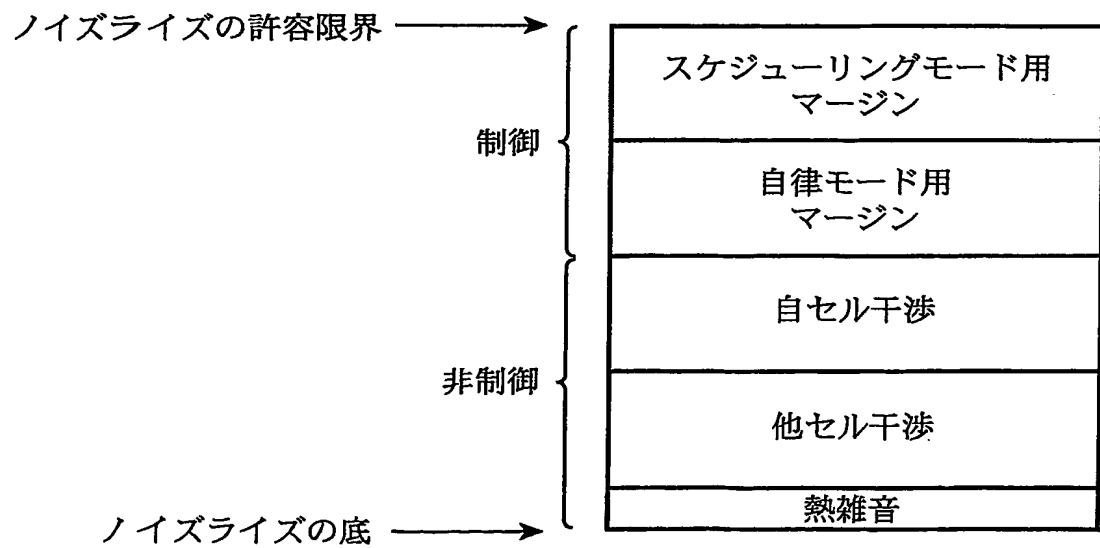 ノイズライズの許容限界
スケジューリングモード用
マージン
制御
自律モード用
マージン
自セル干渉
非制御
他セル干渉
熱雑音
ノイズライズの底